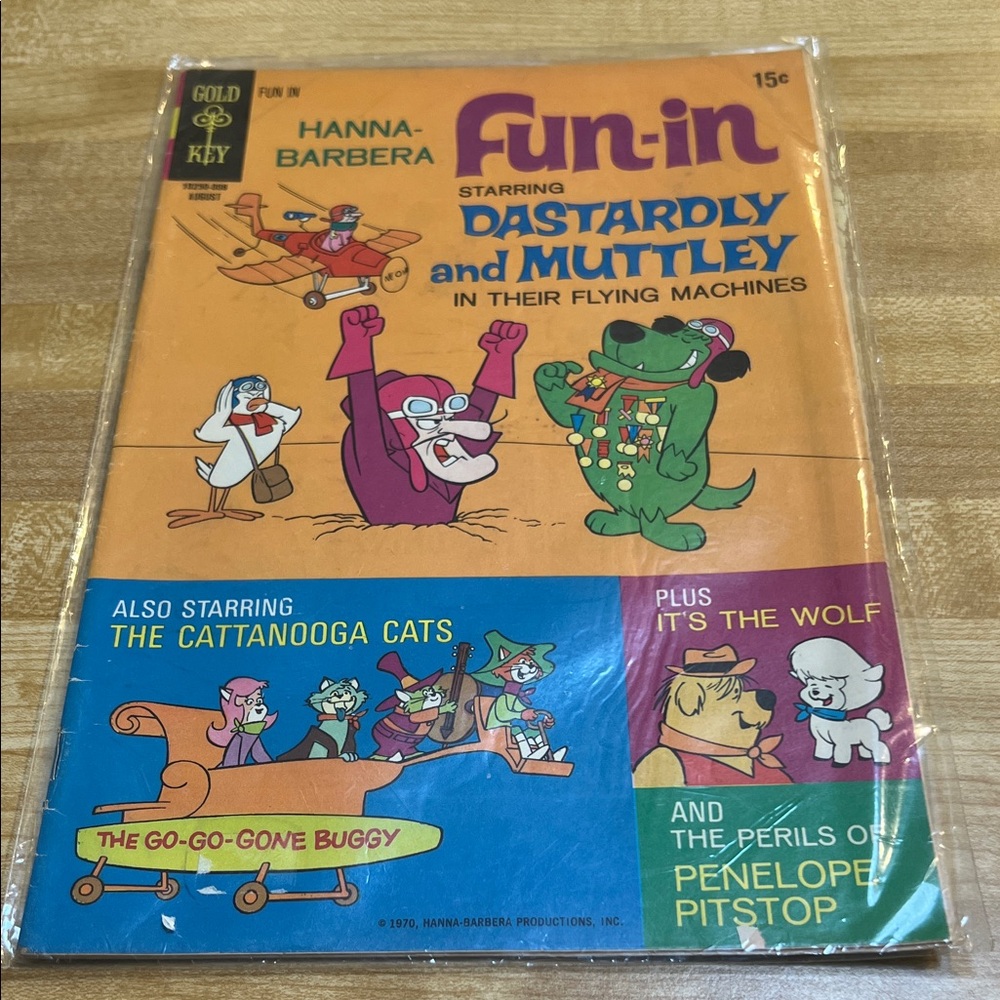 GOLD
KEY
FUN IN
15¢
HANNA-
BARBERA
Fun-in
AUGUST
STARRING
DASTARDLY
and MUTTLEY
IN THEIR FLYING MACHINES
ALSO STARRING
THE CATTANOOGA CATS
PLUS
IT'S THE WOLF
THE GO-GO-GONE BUGGY
AND
THE PERILS OF
PENELOPE
PITSTOP
© 1970, HANNA-BARBERA PRODUCTIONS, INC.